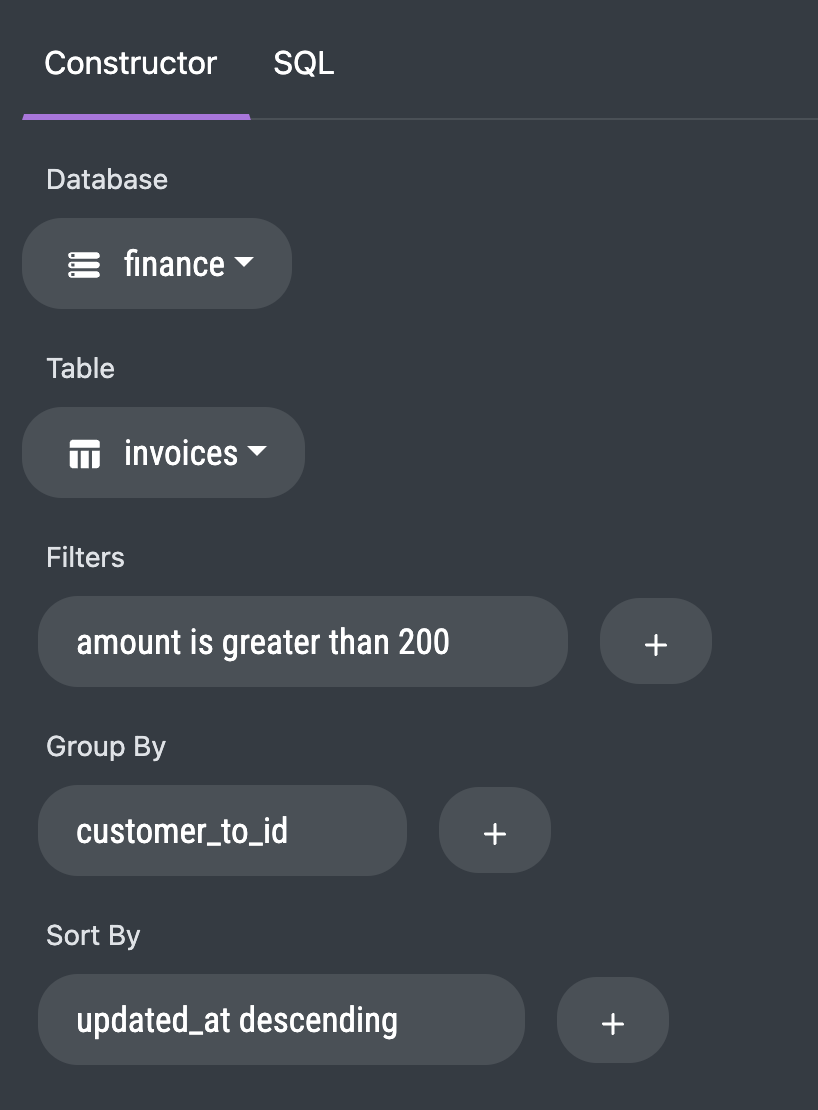 Constructor SQL
Database
finance
Table
invoices
Filters
amount is greater than 200 +
Group By
customer_to_id +
Sort By
updated_at descending +